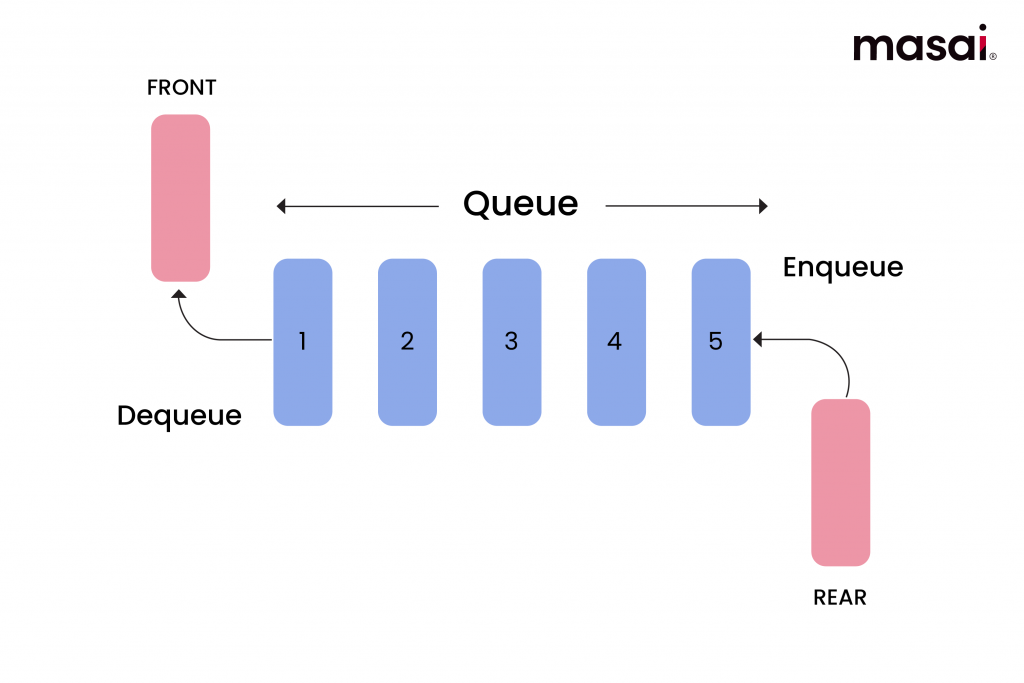 masai®
FRONT
Queue
Enqueue
1 2 3 4 5
Dequeue
REAR